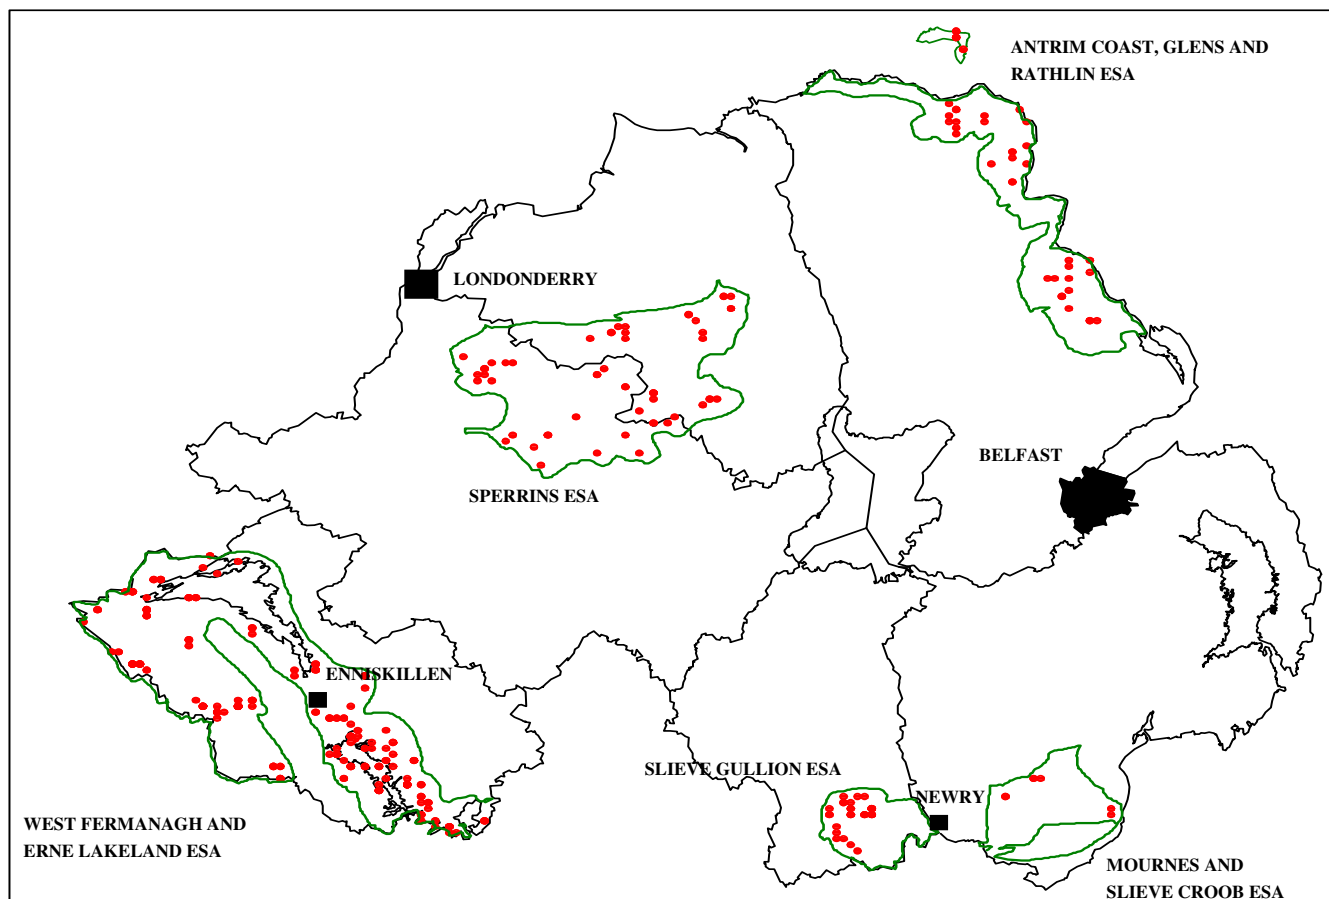 ANTRIM COAST, GLENS AND
RATHLIN ESA
LONDONDERRY
BELFAST
SPERRINS ESA
ENNISKILLEN
SLIEVE GULLION ESA
NEWRY
WEST FERMANAGH AND
ERNE LAKELAND ESA
MOURNES AND
SLIEVE CROOB ESA